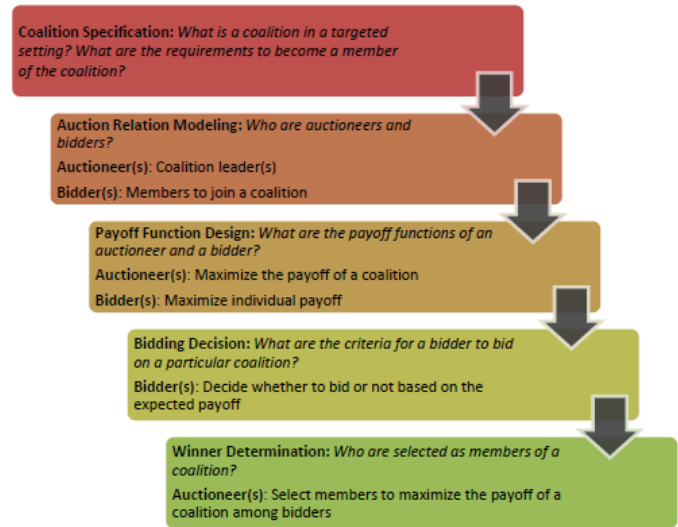 Coalition Specification: What is a coalition in a targeted
setting? What are the requirements to become a member
of the coalition?
Auction Relation Modeling: Who are auctioneers and
bidders?
Auctioneer(s): Coalition leader(s)
Bidder(s): Members to join a coalition
Payoff Function Design: What are the payoff functions of an
auctioneer and a bidder?
Auctioneer(s): Maximize the payoff of a coalition
Bidder(s): Maximize individual payoff
Bidding Decision: What are the criteria for a bidder to bid
on a particular coalition?
Bidder(s): Decide whether to bid or not based on the
expected payoff
Winner Determination: Who are selected as members of a
coalition?
Auctioneer(s): Select members to maximize the payoff of a
coalition among bidders